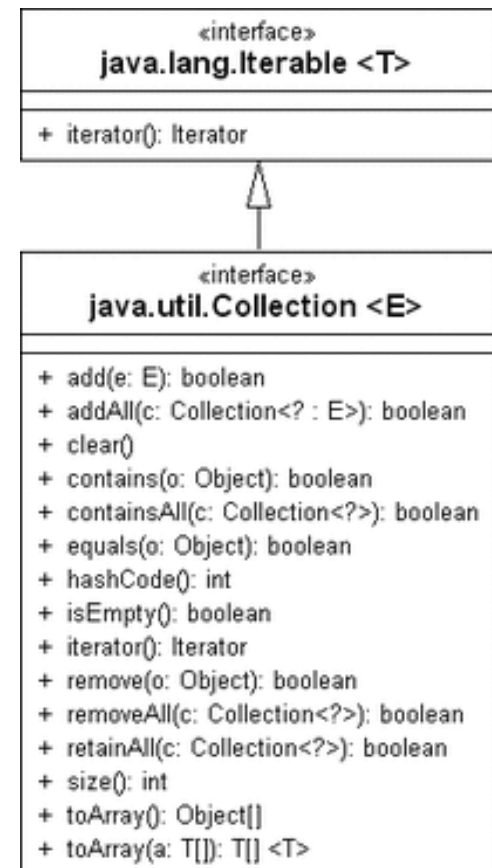 «interface»
java.lang.Iterable <T>
+ iterator(): Iterator
«interface»
java.util.Collection <E>
+ add(e: E): boolean
+ addAll(c: Collection<? : E>): boolean
+ clear()
+ contains(o: Object): boolean
+ containsAll(c: Collection<?>): boolean
+ equals(o: Object): boolean
+ hashCode(): int
+ isEmpty(): boolean
+ iterator(): Iterator
+ remove(o: Object): boolean
+ removeAll(c: Collection<?>): boolean
+ retainAll(c: Collection<?>): boolean
+ size(): int
+ toArray(): Object[]
+ toArray(a: T[]): T[] <T>